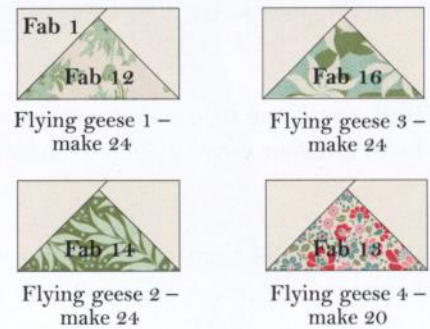 Fab 1
Fab 12
Flying geese 1 –
make 24
Fab 16
Flying geese 3 –
make 24
Fab 14
Flying geese 2 –
make 24
Fab 13
Flying geese 4 –
make 20